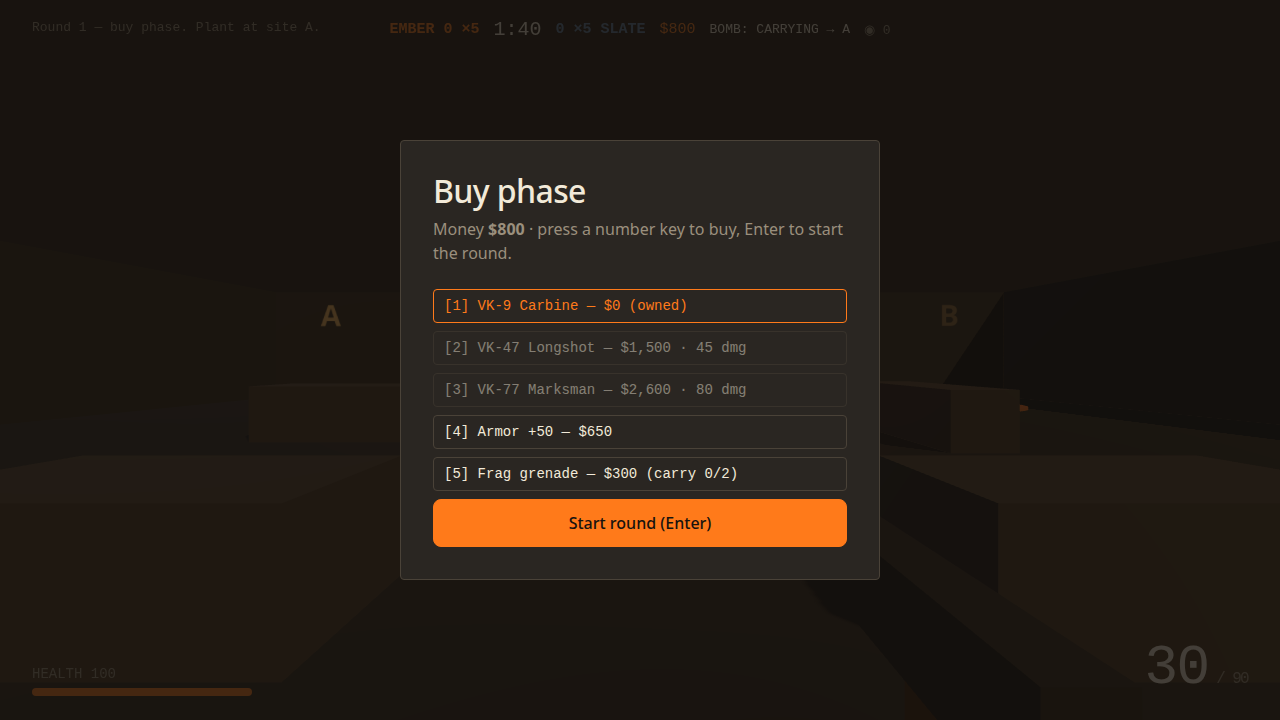 Round 1 — buy phase. Plant at site A.
EMBER 0 ×5 1:40 0 ×5 SLATE $800 BOMB: CARRYING → A ◉ 0
Buy phase
Money $800 · press a number key to buy, Enter to start
the round.
[1] VK-9 Carbine — $0 (owned)
A
B
[2] VK-47 Longshot — $1,500 · 45 dmg
[3] VK-77 Marksman — $2,600 · 80 dmg
[4] Armor +50 — $650
[5] Frag grenade — $300 (carry 0/2)
Start round (Enter)
HEALTH 100
30 / 90